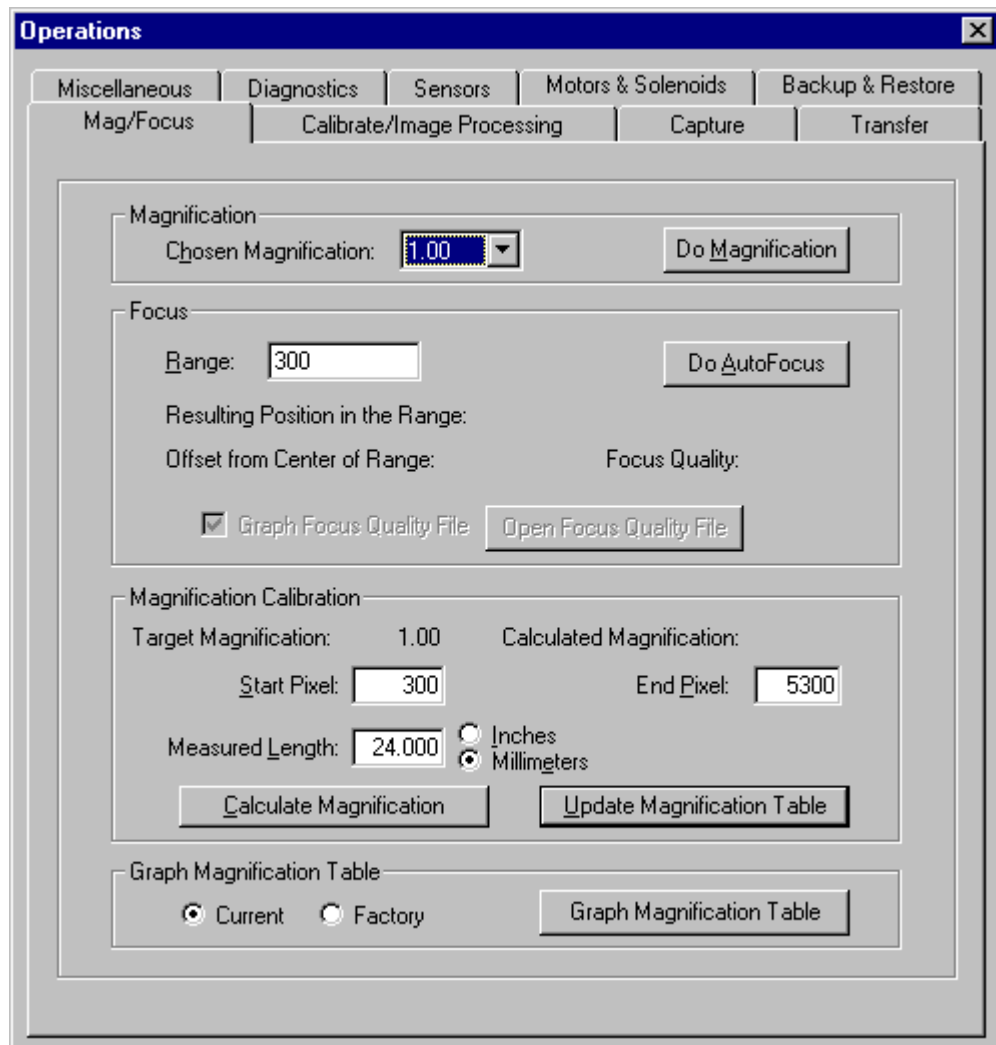 Operations
Miscellaneous Diagnostics Sensors Motors & Solenoids Backup & Restore
Mag/Focus Calibrate/Image Processing Capture Transfer
Magnification
Chosen Magnification: 1.00 Do Magnification
Focus
Range: 300 Do AutoFocus
Resulting Position in the Range:
Offset from Center of Range: Focus Quality:
Graph Focus Quality File Open Focus Quality File
Magnification Calibration
Target Magnification: 1.00 Calculated Magnification:
Start Pixel: 300 End Pixel: 5300
Measured Length: 24.000 Inches
Millimeters
Calculate Magnification Update Magnification Table
Graph Magnification Table
Current Factory Graph Magnification Table